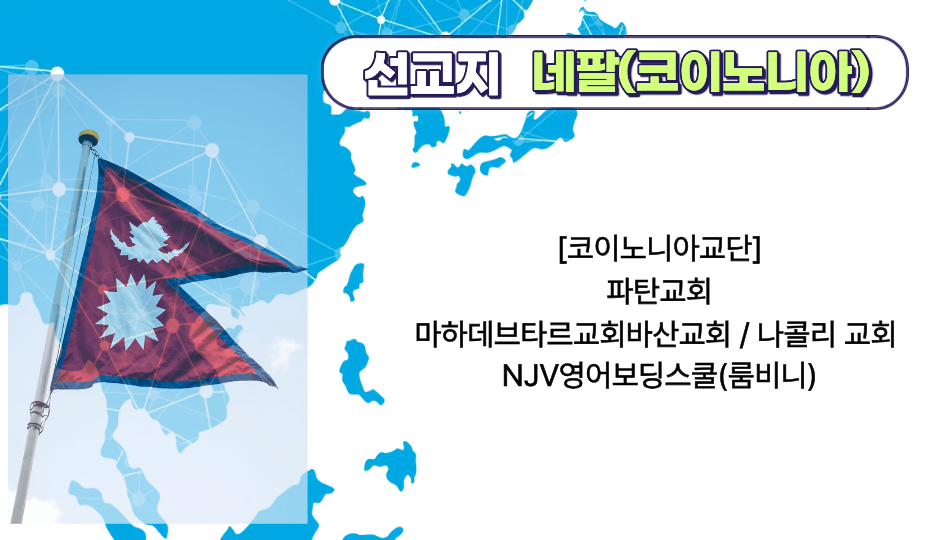 선교지 네팔(코이노니아)
[코이노니아교단]
파탄교회
마하데브타르교회바산교회 / 나콜리 교회
NJV영어보딩스쿨(룸비니)